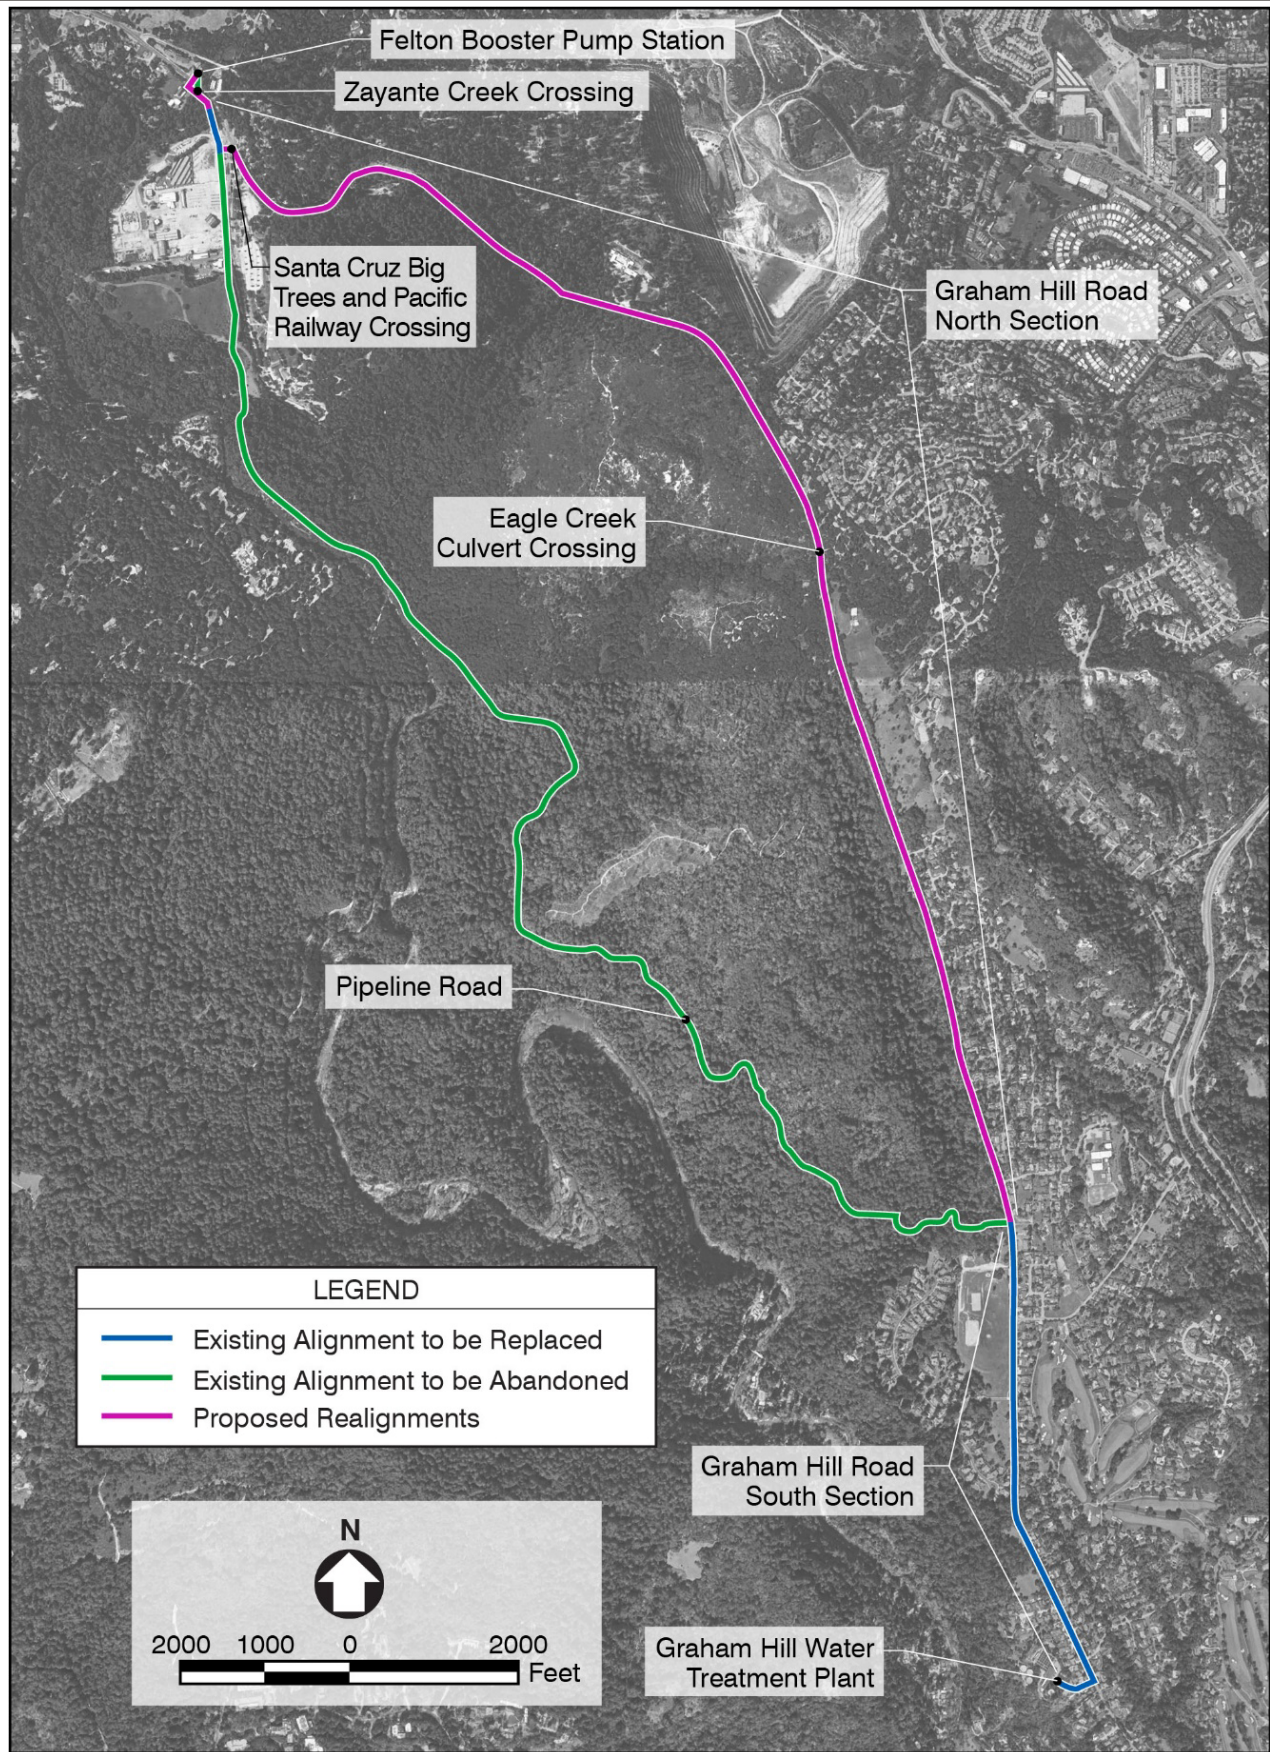 Felton Booster Pump Station
Zayante Creek Crossing
Santa Cruz Big
Trees and Pacific
Railway Crossing
Graham Hill Road
North Section
Eagle Creek
Culvert Crossing
Pipeline Road
LEGEND
Existing Alignment to be Replaced
Existing Alignment to be Abandoned
Proposed Realignments
Graham Hill Road
South Section
N
2000 1000 0 2000
Feet
Graham Hill Water
Treatment Plant